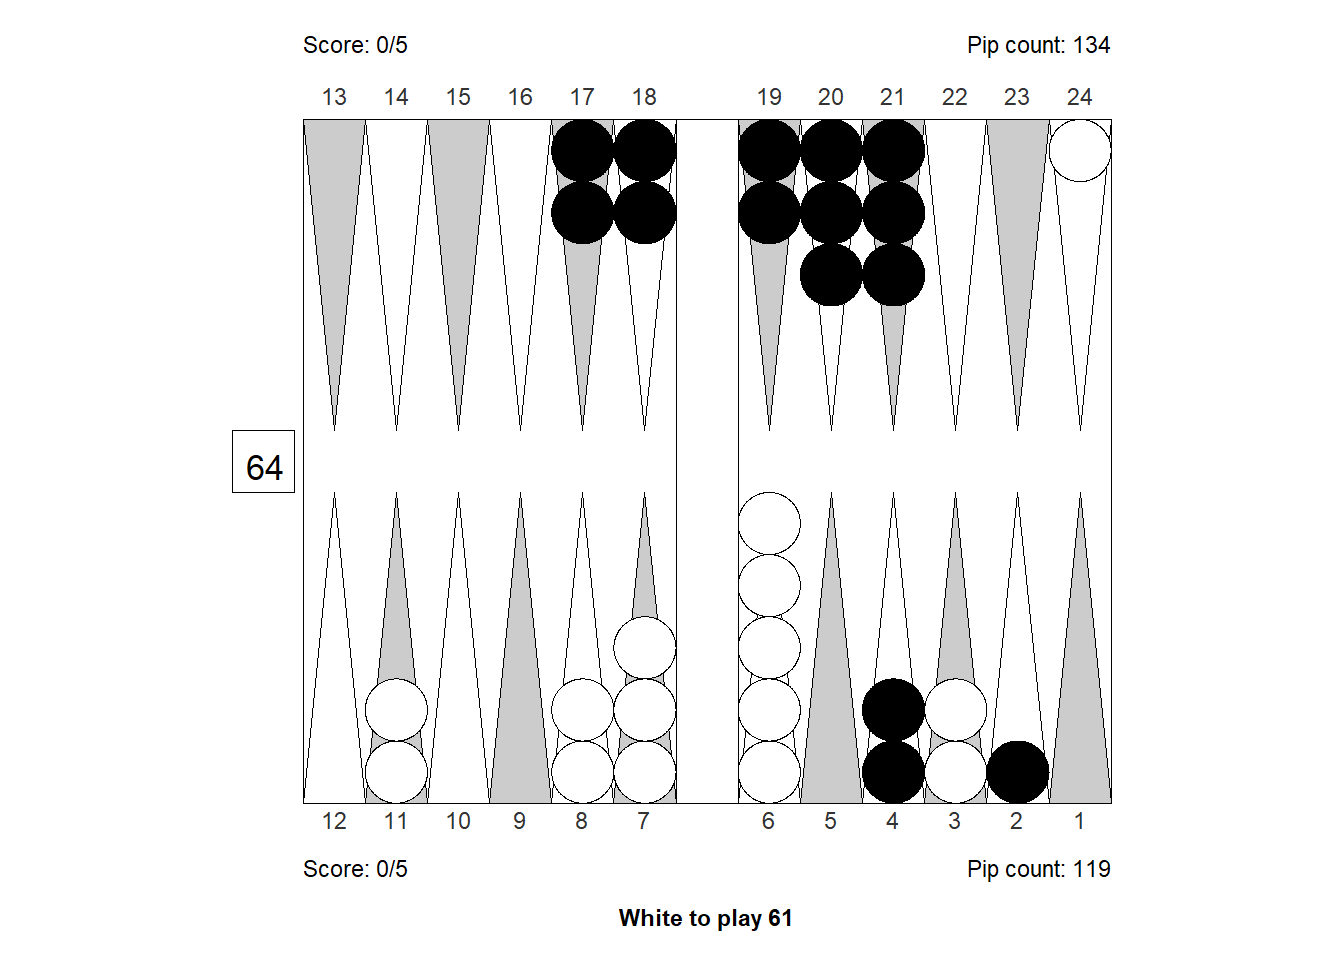 Score: 0/5 Pip count: 134
13 14 15 16 17 18 19 20 21 22 23 24
64
12 11 10 9 8 7 6 5 4 3 2 1
Score: 0/5 Pip count: 119
White to play 61